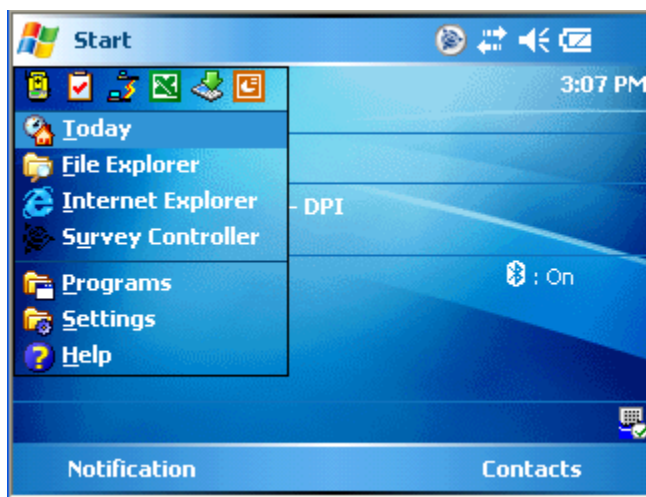 Start
3:07 PM
Today
File Explorer
Internet Explorer
- DPI
Survey Controller
: On
Programs
Settings
Help
Notification
Contacts